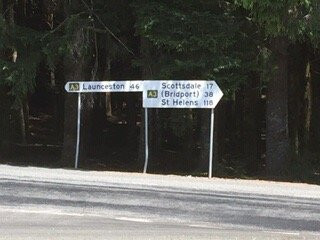 A3 Launceston 46
Scottsdale 17
A3 (Bridport) 38
St Helens 116